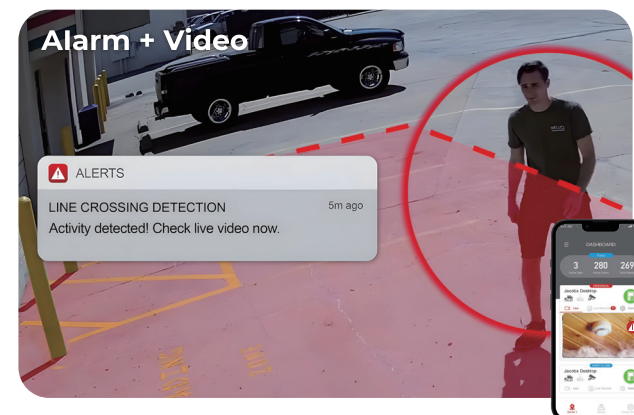 Alarm + Video
ALERTS
LINE CROSSING DETECTION 5m ago
Activity detected! Check live video now.
DASHBOARD
3 280 269
Jacobs Desktop
Jacobs Desktop